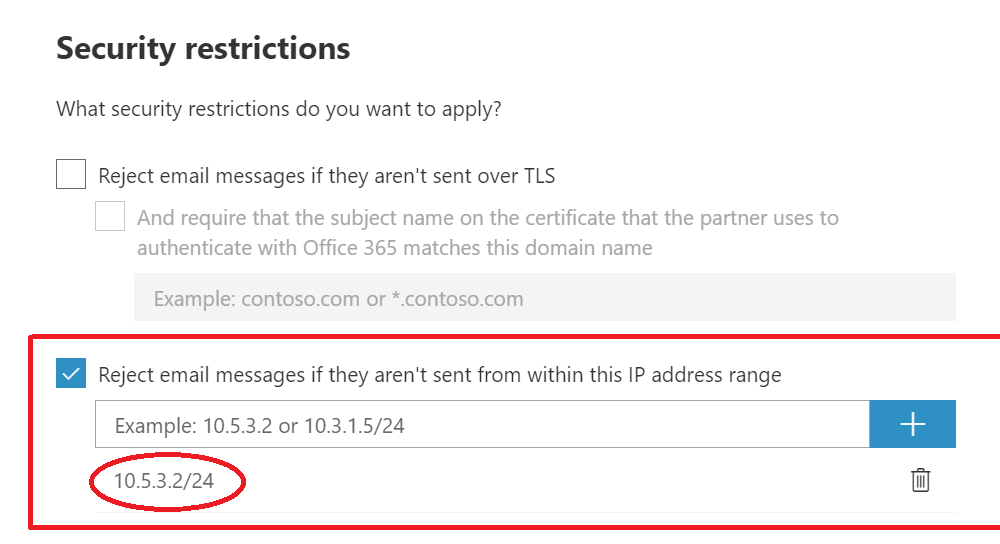 Security restrictions
What security restrictions do you want to apply?
Reject email messages if they aren't sent over TLS
And require that the subject name on the certificate that the partner uses to
authenticate with Office 365 matches this domain name
Example: contoso.com or *.contoso.com
Reject email messages if they aren't sent from within this IP address range
Example: 10.5.3.2 or 10.3.1.5/24
10.5.3.2/24